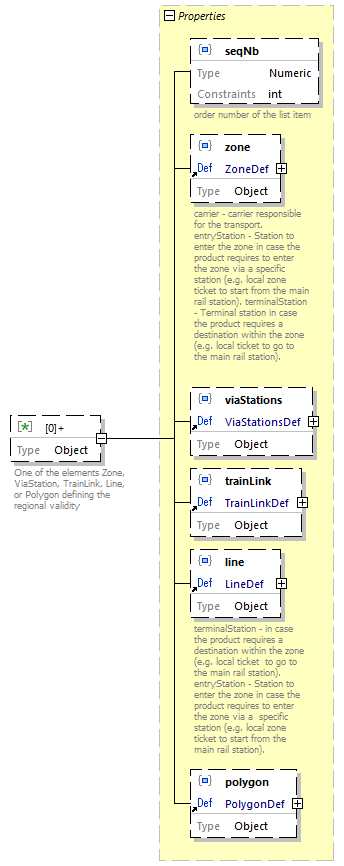 Properties
seqNb
Type Numeric
Constraints int
order number of the list item
zone
Def ZoneDef
Type Object
carrier - carrier responsible
for the transport.
entryStation - Station to
enter the zone in case the
product requires to enter
the zone via a specific
station (e.g. local zone
ticket to start from the main
rail station). terminalStation
- Terminal station in case
the product requires a
destination within the zone
(e.g. local ticket to go to
the main rail station).
viaStations
Def ViaStationsDef
Type Object
[0]+
Type Object
One of the elements Zone,
ViaStation, TrainLink, Line,
or Polygon defining the
regional validity
trainLink
Def TrainLinkDef
Type Object
line
Def LineDef
Type Object
terminalStation - in case
the product requires a
destination within the zone
(e.g. local ticket  to go to
the main rail station).
entryStation - Station to
enter the zone in case the
product requires to enter
the zone via a  specific
station (e.g. local zone
ticket to start from the
main rail station).
polygon
Def PolygonDef
Type Object